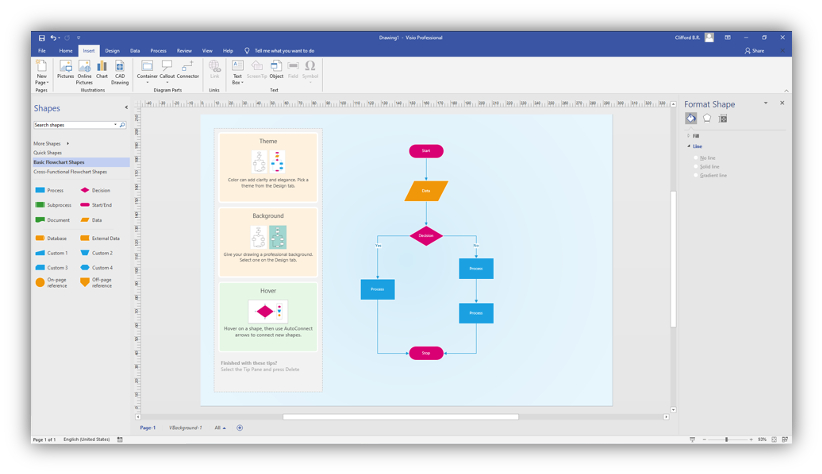 Drawing1 - Visio Professional
Clifford B.R.
File Home Insert Design Data Process Review View Help Tell me what you want to do
Share
New Page
Pictures
Online Pictures
Chart
CAD Drawing
Container
Callout
Connector
Link
Text Box
ScreenTip
Object
Field
Symbol
Pages
Illustrations
Diagram Parts
Links
Text
Shapes
Search shapes
More Shapes
Quick Shapes
Basic Flowchart Shapes
Cross-Functional Flowchart Shapes
Process
Decision
Subprocess
Start/End
Document
Data
Database
External Data
Custom 1
Custom 2
Custom 3
Custom 4
On-page reference
Off-page reference
Theme
Color can add clarity and elegance. Pick a
theme from the Design tab.
Background
Give your drawing a professional background.
Select one on the Design tab.
Hover
Hover on a shape, then use AutoConnect
arrows to connect new shapes.
Finished with these tips?
Select the Tip Pane and press Delete.
Start
Data
Decision
Process
Process
Process
Stop
Format Shape
Fill
Line
No line
Solid line
Gradient line
Page-1
VBackground-1
All
Page 1 of 1
English (United States)